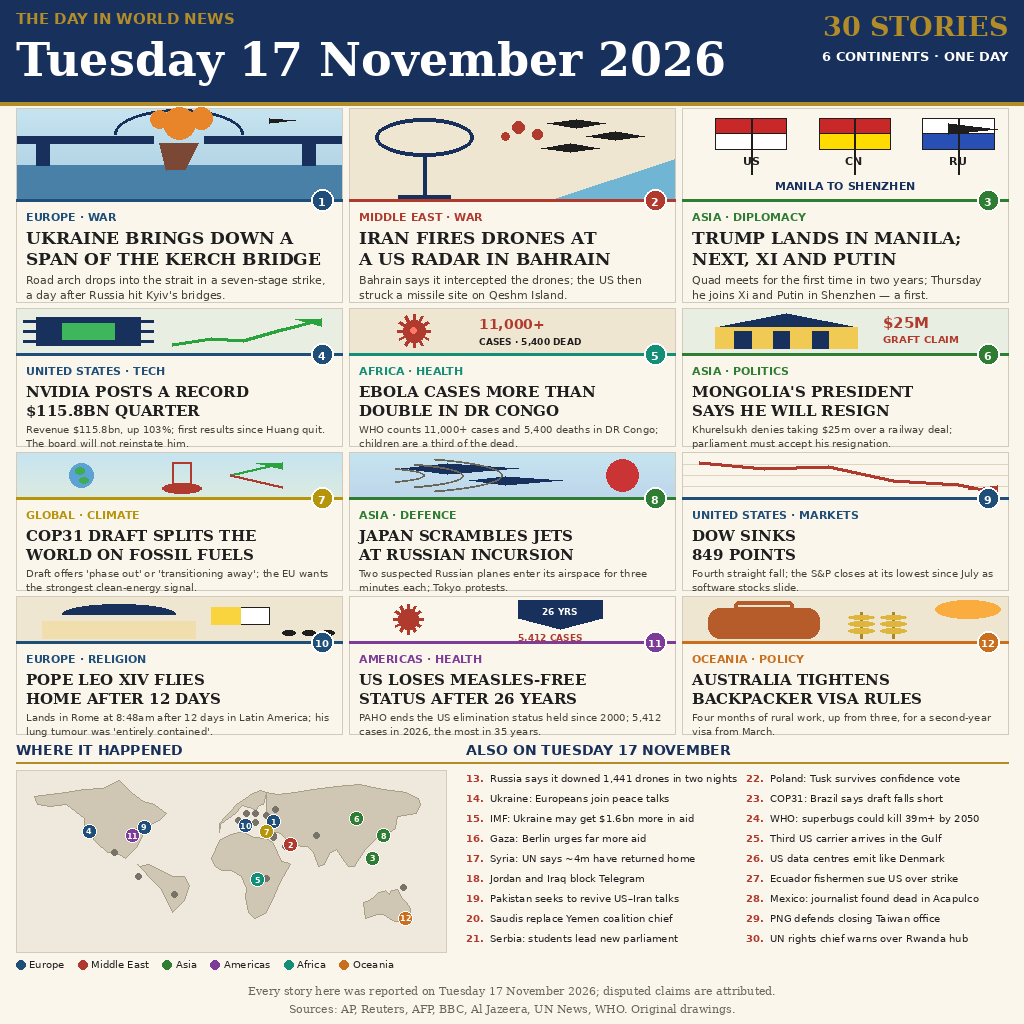 THE DAY IN WORLD NEWS
Tuesday 17 November 2026
30 STORIES
6 CONTINENTS · ONE DAY
1
EUROPE · WAR
UKRAINE BRINGS DOWN A
SPAN OF THE KERCH BRIDGE
Road arch drops into the strait in a seven-stage strike,
a day after Russia hit Kyiv's bridges.
2
MIDDLE EAST · WAR
IRAN FIRES DRONES AT
A US RADAR IN BAHRAIN
Bahrain says it intercepted the drones; the US then
struck a missile site on Qeshm Island.
US
CN
RU
MANILA TO SHENZHEN
3
ASIA · DIPLOMACY
TRUMP LANDS IN MANILA;
NEXT, XI AND PUTIN
Quad meets for the first time in two years; Thursday
he joins Xi and Putin in Shenzhen — a first.
4
UNITED STATES · TECH
NVIDIA POSTS A RECORD
$115.8BN QUARTER
Revenue $115.8bn, up 103%; first results since Huang quit.
The board will not reinstate him.
11,000+
CASES · 5,400 DEAD
5
AFRICA · HEALTH
EBOLA CASES MORE THAN
DOUBLE IN DR CONGO
WHO counts 11,000+ cases and 5,400 deaths in DR Congo;
children are a third of the dead.
$25M
GRAFT CLAIM
6
ASIA · POLITICS
MONGOLIA'S PRESIDENT
SAYS HE WILL RESIGN
Khurelsukh denies taking $25m over a railway deal;
parliament must accept his resignation.
7
GLOBAL · CLIMATE
COP31 DRAFT SPLITS THE
WORLD ON FOSSIL FUELS
Draft offers 'phase out' or 'transitioning away'; the EU wants
the strongest clean-energy signal.
8
ASIA · DEFENCE
JAPAN SCRAMBLES JETS
AT RUSSIAN INCURSION
Two suspected Russian planes enter its airspace for three
minutes each; Tokyo protests.
9
UNITED STATES · MARKETS
DOW SINKS
849 POINTS
Fourth straight fall; the S&P closes at its lowest since July as
software stocks slide.
10
EUROPE · RELIGION
POPE LEO XIV FLIES
HOME AFTER 12 DAYS
Lands in Rome at 8:48am after 12 days in Latin America; his
lung tumour was 'entirely contained'.
26 YRS
5,412 CASES
11
AMERICAS · HEALTH
US LOSES MEASLES-FREE
STATUS AFTER 26 YEARS
PAHO ends the US elimination status held since 2000; 5,412
cases in 2026, the most in 35 years.
12
OCEANIA · POLICY
AUSTRALIA TIGHTENS
BACKPACKER VISA RULES
Four months of rural work, up from three, for a second-year
visa from March.
WHERE IT HAPPENED
4
11
9
10
1
7
2
6
8
3
5
12
Europe
Middle East
Asia
Americas
Africa
Oceania
ALSO ON TUESDAY 17 NOVEMBER
13. Russia says it downed 1,441 drones in two nights
14. Ukraine: Europeans join peace talks
15. IMF: Ukraine may get $1.6bn more in aid
16. Gaza: Berlin urges far more aid
17. Syria: UN says ~4m have returned home
18. Jordan and Iraq block Telegram
19. Pakistan seeks to revive US–Iran talks
20. Saudis replace Yemen coalition chief
21. Serbia: students lead new parliament
22. Poland: Tusk survives confidence vote
23. COP31: Brazil says draft falls short
24. WHO: superbugs could kill 39m+ by 2050
25. Third US carrier arrives in the Gulf
26. US data centres emit like Denmark
27. Ecuador fishermen sue US over strike
28. Mexico: journalist found dead in Acapulco
29. PNG defends closing Taiwan office
30. UN rights chief warns over Rwanda hub
Every story here was reported on Tuesday 17 November 2026; disputed claims are attributed.
Sources: AP, Reuters, AFP, BBC, Al Jazeera, UN News, WHO. Original drawings.